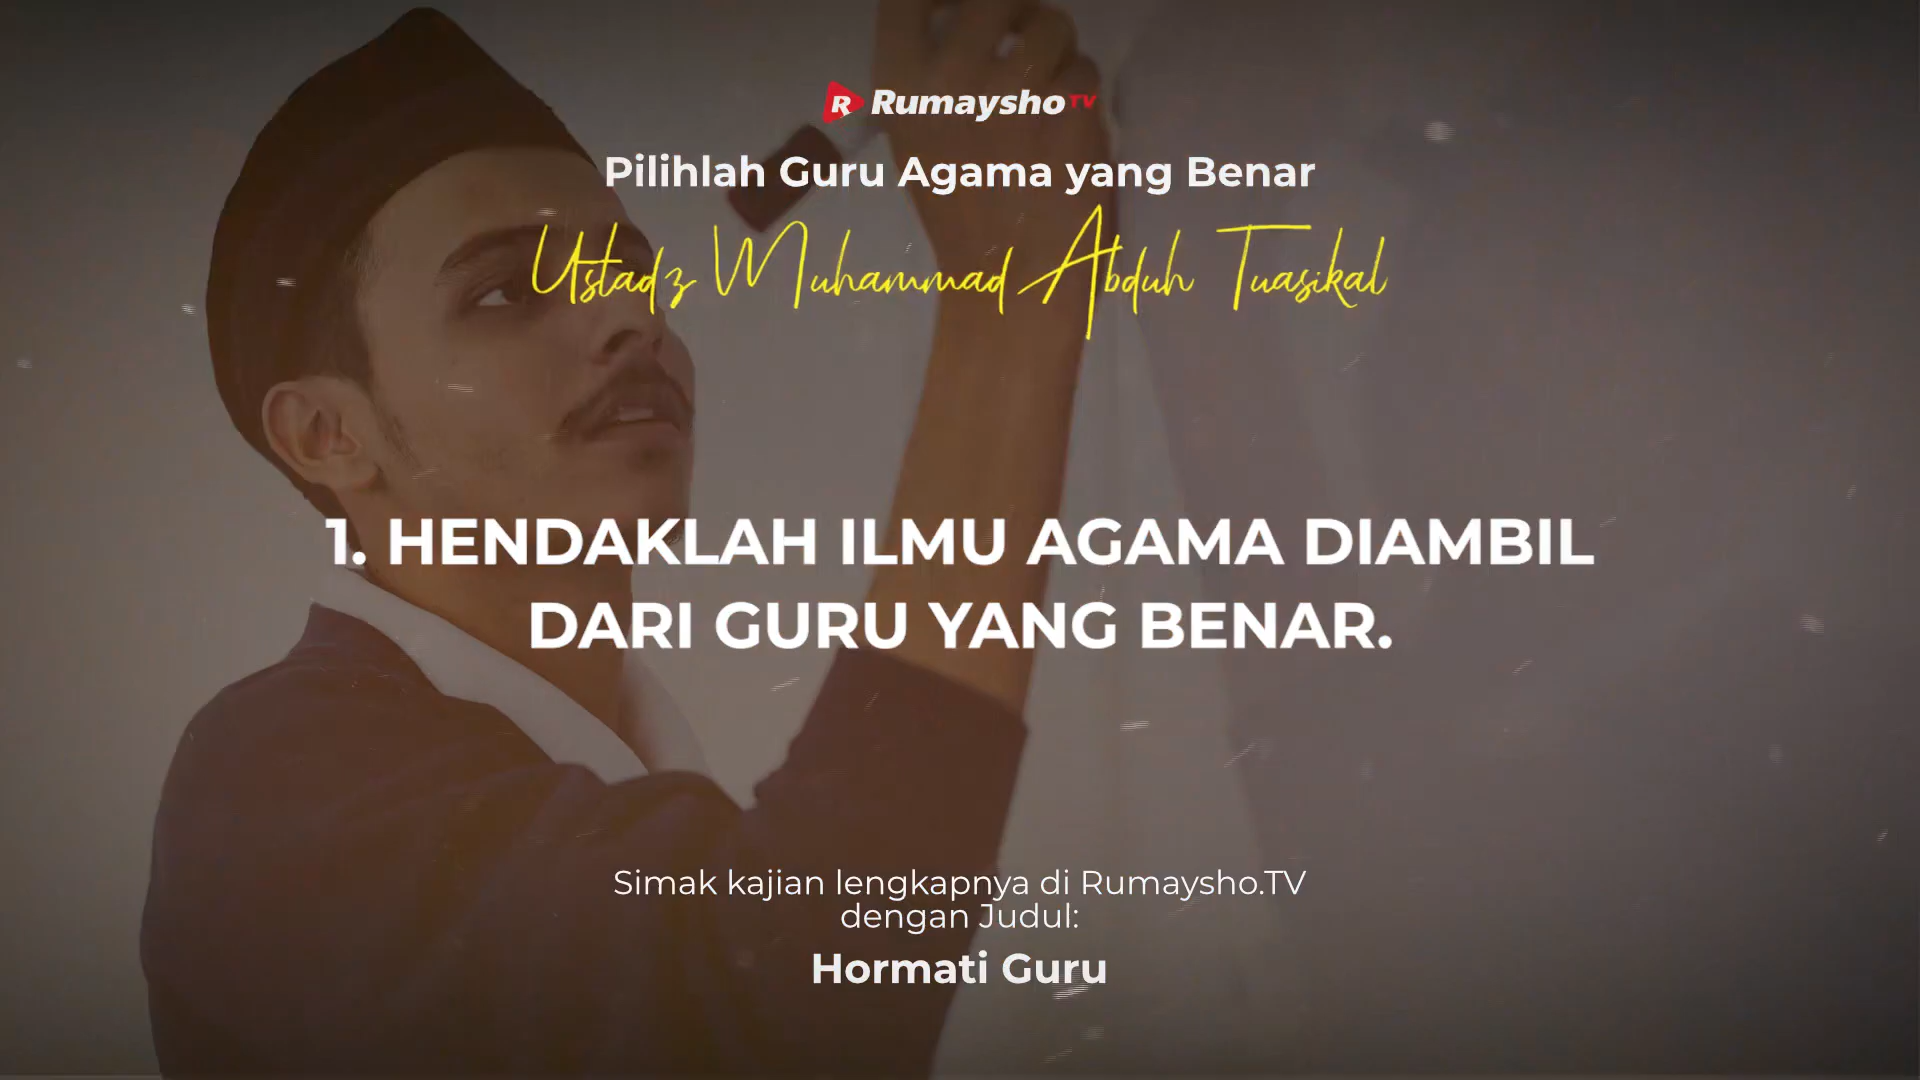 Rumaysho TV
Pilihlah Guru Agama yang Benar
Ustadz Muhammad Abduh Tuasikal
1. HENDAKLAH ILMU AGAMA DIAMBIL
DARI GURU YANG BENAR.
Simak kajian lengkapnya di Rumaysho.TV
dengan Judul:
Hormati Guru